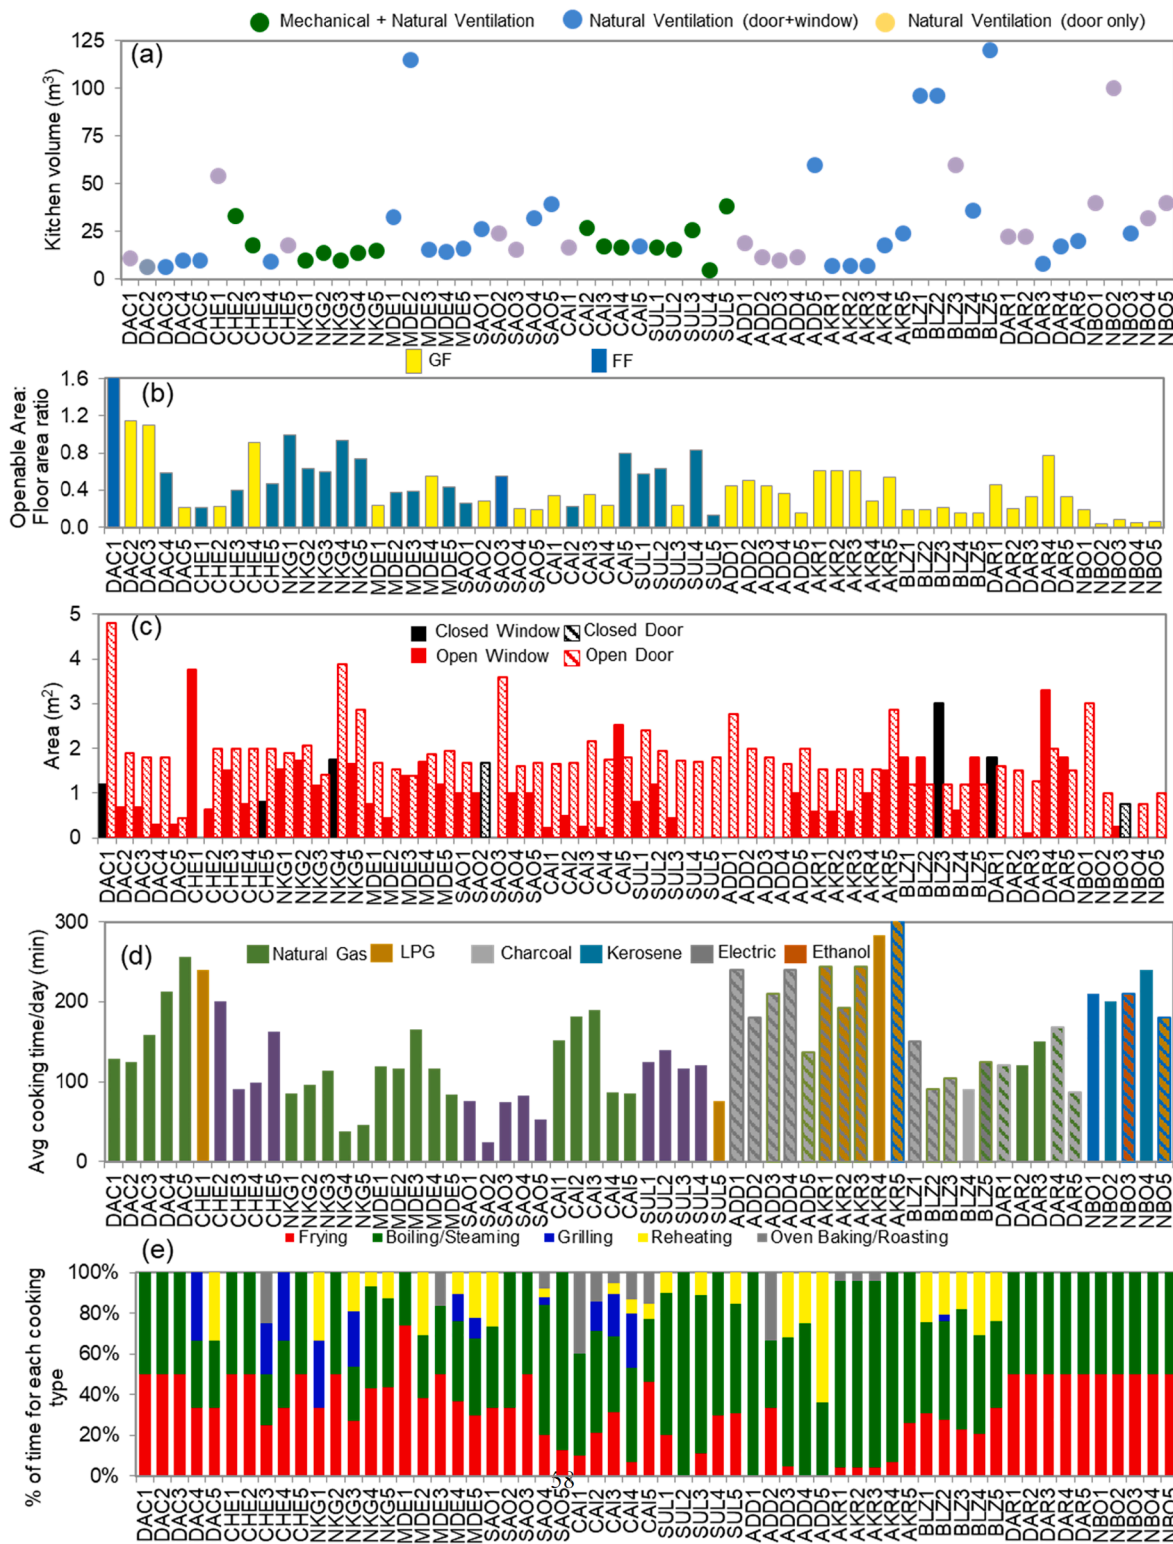 Mechanical + Natural Ventilation Natural Ventilation (door+window) Natural Ventilation (door only)
(a)
Kitchen volume (m³)
125
100
75
50
25
0
DAC1 DAC2 DAC3 DAC4 DAC5 CHE1 CHE2 CHE3 CHE4 CHE5 NKG1 NKG2 NKG3 NKG4 NKG5 MDE1 MDE2 MDE3 MDE4 MDE5 SAO1 SAO2 SAO3 SAO4 SAO5 CAI1 CAI2 CAI3 CAI4 CAI5 SUL1 SUL2 SUL3 SUL4 SUL5 ADD1 ADD2 ADD3 ADD4 ADD5 AKR1 AKR2 AKR3 AKR4 AKR5 BLZ1 BLZ2 BLZ3 BLZ4 BLZ5 DAR1 DAR2 DAR3 DAR4 DAR5 NBO1 NBO2 NBO3 NBO4 NBO5
GF FF
(b)
Openable Area:
Floor area ratio
1.6
1.2
0.8
0.4
0.0
DAC1 DAC2 DAC3 DAC4 DAC5 CHE1 CHE2 CHE3 CHE4 CHE5 NKG1 NKG2 NKG3 NKG4 NKG5 MDE1 MDE2 MDE3 MDE4 MDE5 SAO1 SAO2 SAO3 SAO4 SAO5 CAI1 CAI2 CAI3 CAI4 CAI5 SUL1 SUL2 SUL3 SUL4 SUL5 ADD1 ADD2 ADD3 ADD4 ADD5 AKR1 AKR2 AKR3 AKR4 AKR5 BLZ1 BLZ2 BLZ3 BLZ4 BLZ5 DAR1 DAR2 DAR3 DAR4 DAR5 NBO1 NBO2 NBO3 NBO4 NBO5
(c)
Closed Window Closed Door
Open Window Open Door
Area (m²)
5
4
3
2
1
0
DAC1 DAC2 DAC3 DAC4 DAC5 CHE1 CHE2 CHE3 CHE4 CHE5 NKG1 NKG2 NKG3 NKG4 NKG5 MDE1 MDE2 MDE3 MDE4 MDE5 SAO1 SAO2 SAO3 SAO4 SAO5 CAI1 CAI2 CAI3 CAI4 CAI5 SUL1 SUL2 SUL3 SUL4 SUL5 ADD1 ADD2 ADD3 ADD4 ADD5 AKR1 AKR2 AKR3 AKR4 AKR5 BLZ1 BLZ2 BLZ3 BLZ4 BLZ5 DAR1 DAR2 DAR3 DAR4 DAR5 NBO1 NBO2 NBO3 NBO4 NBO5
(d)
Natural Gas LPG Charcoal Kerosene Electric Ethanol
Avg cooking time/day (min)
300
200
100
0
DAC1 DAC2 DAC3 DAC4 DAC5 CHE1 CHE2 CHE3 CHE4 CHE5 NKG1 NKG2 NKG3 NKG4 NKG5 MDE1 MDE2 MDE3 MDE4 MDE5 SAO1 SAO2 SAO3 SAO4 SAO5 CAI1 CAI2 CAI3 CAI4 CAI5 SUL1 SUL2 SUL3 SUL4 SUL5 ADD1 ADD2 ADD3 ADD4 ADD5 AKR1 AKR2 AKR3 AKR4 AKR5 BLZ1 BLZ2 BLZ3 BLZ4 BLZ5 DAR1 DAR2 DAR3 DAR4 DAR5 NBO1 NBO2 NBO3 NBO4 NBO5
(e)
Frying Boiling/Steaming Grilling Reheating Oven Baking/Roasting
% of time for each cooking
type
100%
80%
60%
40%
20%
0%
58
DAC1 DAC2 DAC3 DAC4 DAC5 CHE1 CHE2 CHE3 CHE4 CHE5 NKG1 NKG2 NKG3 NKG4 NKG5 MDE1 MDE2 MDE3 MDE4 MDE5 SAO1 SAO2 SAO3 SAO4 SAO5 CAI1 CAI2 CAI3 CAI4 CAI5 SUL1 SUL2 SUL3 SUL4 SUL5 ADD1 ADD2 ADD3 ADD4 ADD5 AKR1 AKR2 AKR3 AKR4 AKR5 BLZ1 BLZ2 BLZ3 BLZ4 BLZ5 DAR1 DAR2 DAR3 DAR4 DAR5 NBO1 NBO2 NBO3 NBO4 NBO5